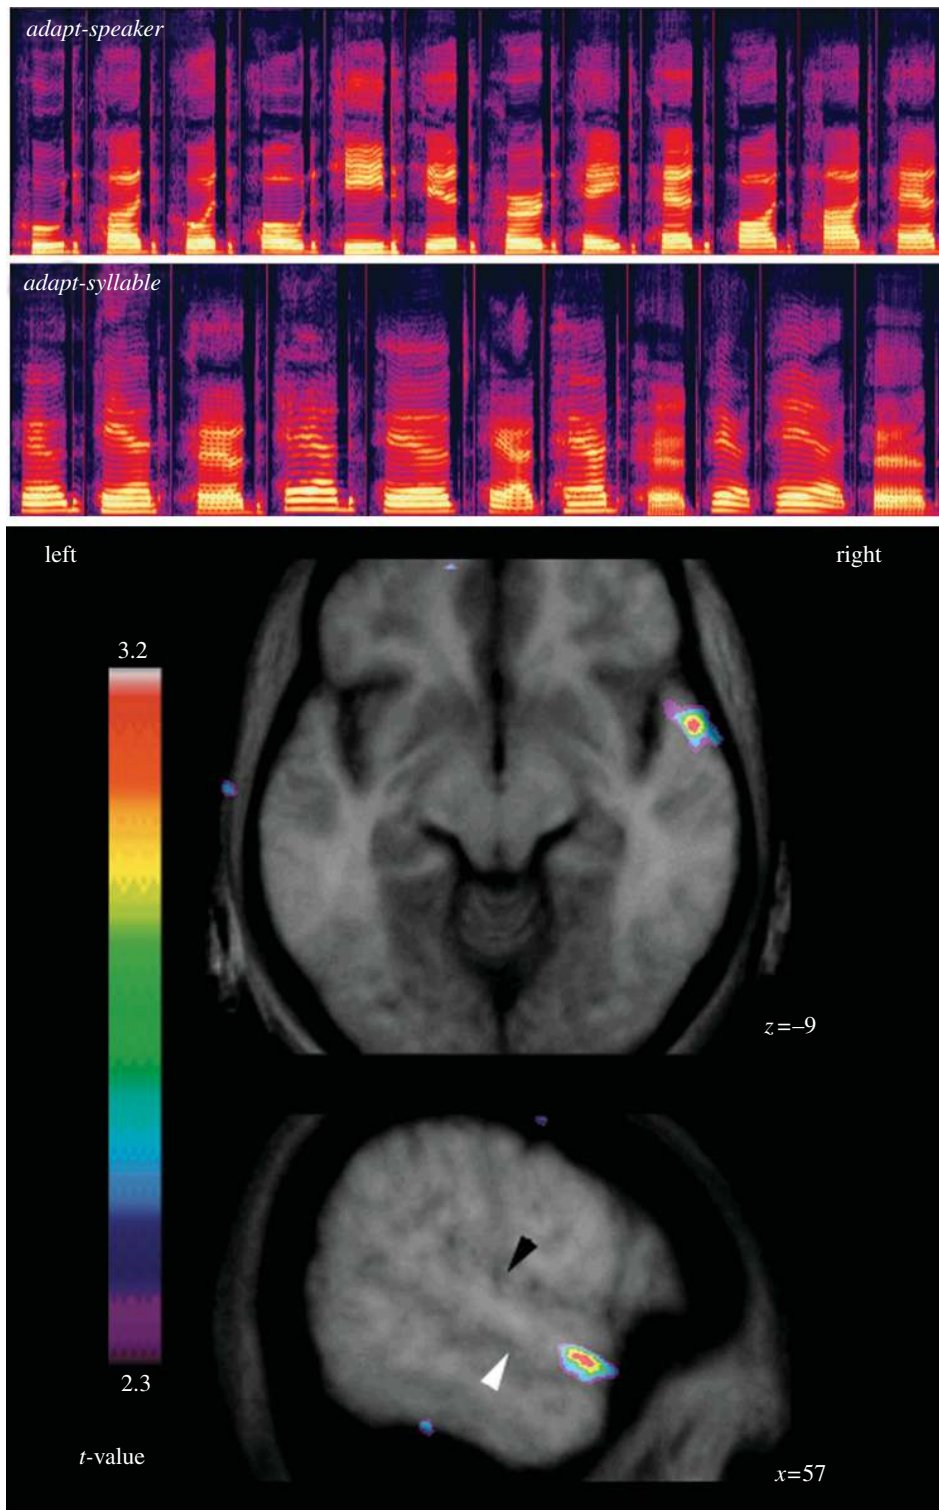 adapt-speaker
adapt-syllable
left
right
3.2
z=–9
2.3
t-value
x=57